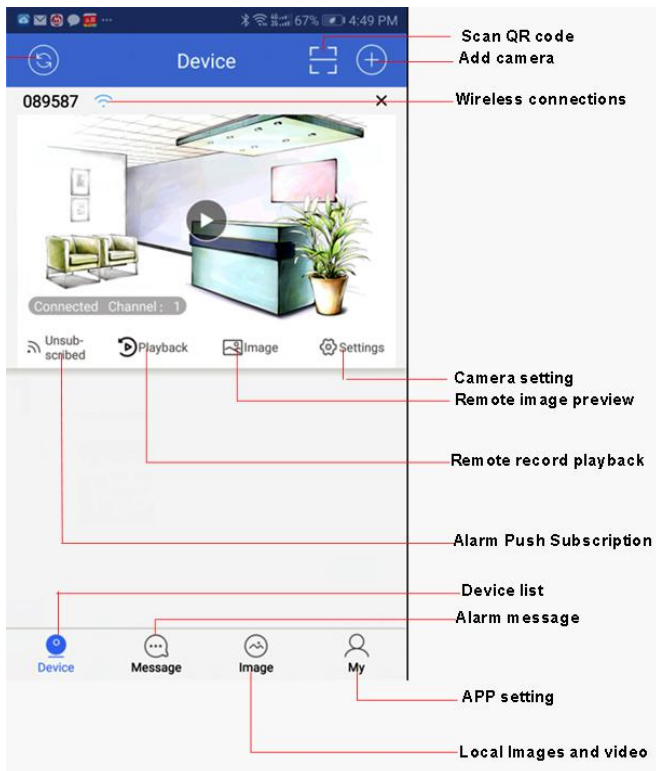 67% 4:49 PM
Scan QR code
Device
Add camera
089587
Wireless connections
Connected Channel: 1
Unsub-
scribed
Playback
Image
Settings
Camera setting
Remote image preview
Remote record playback
Alarm Push Subscription
Device list
Alarm message
Device
Message
Image
My
APP setting
Local Images and video